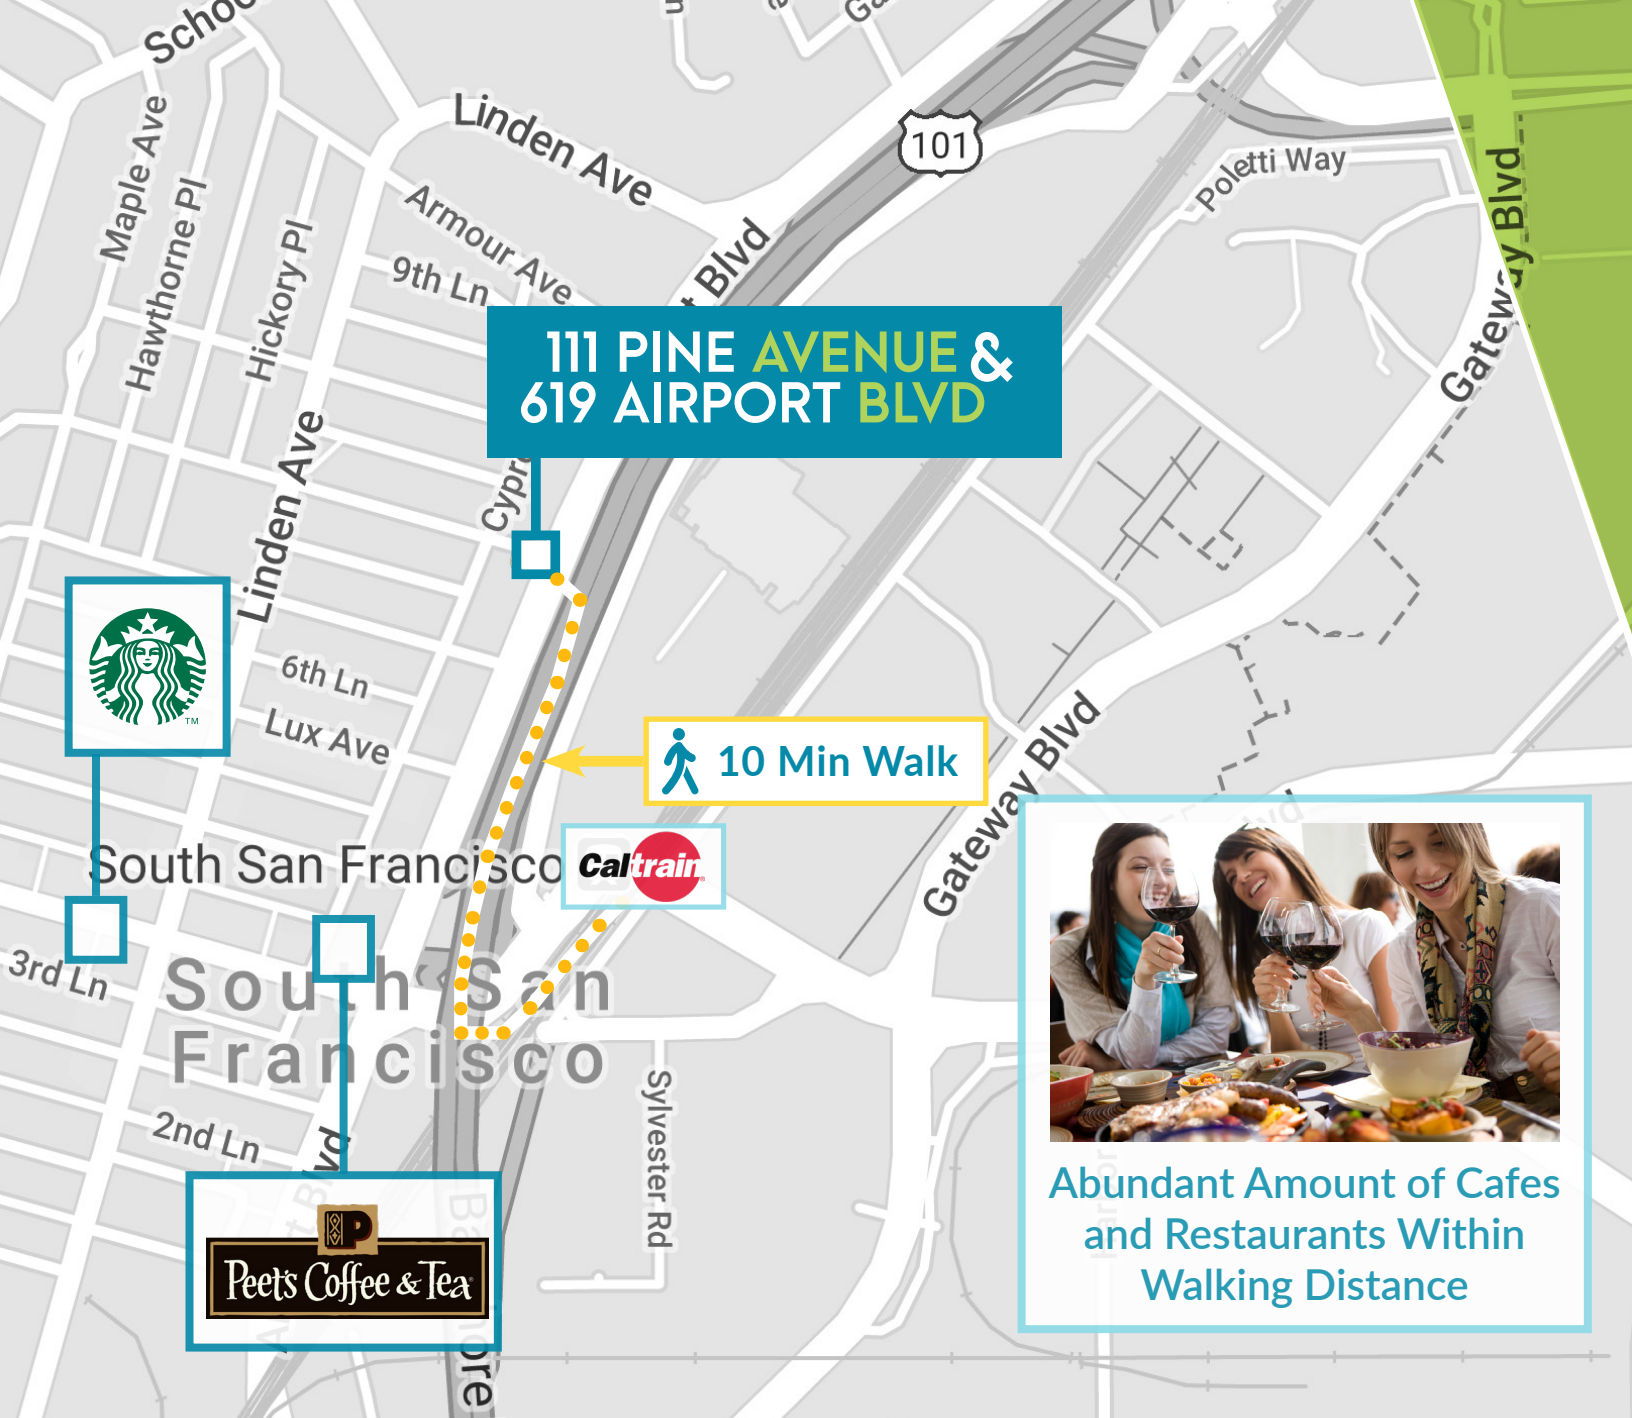 Linden Ave
101
Poletti Way
Maple Ave
Hawthorne Pl
Hickory Pl
Armour Ave
9th Ln
Blvd
Gateway Blvd
111 PINE AVENUE &
619 AIRPORT BLVD
Linden Ave
6th Ln
Lux Ave
TM
10 Min Walk
Gateway Blvd
South San Francisco
Caltrain
3rd Ln
South San
Francisco
2nd Ln
Sylvester Rd
Peet's Coffee & Tea
Abundant Amount of Cafes
and Restaurants Within
Walking Distance